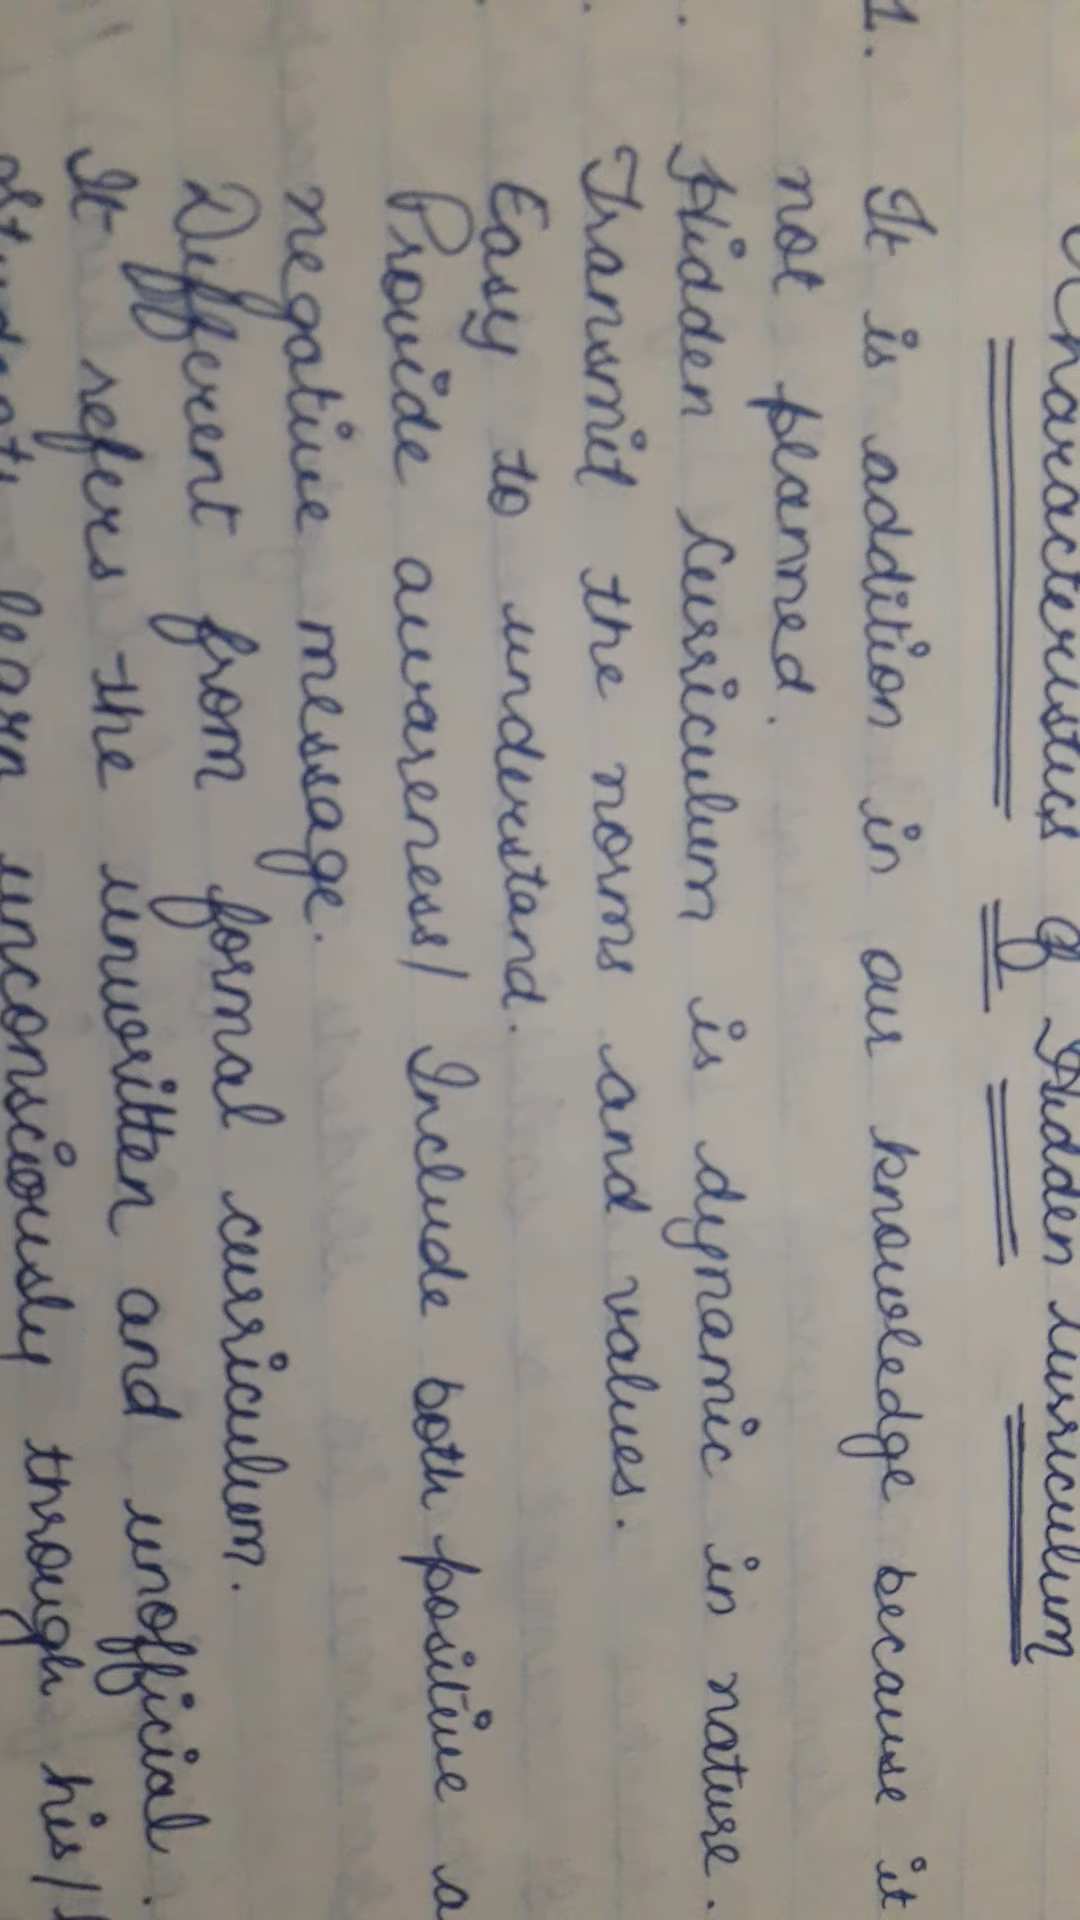 Characteristics of Hidden curriculum
1. It is addition in our knowledge because it
not planned.
Hidden Curriculum is dynamic in nature.
Transmit the norms and values.
Easy to understand.
Provide awareness/ Include both positive
negative message.
Different from formal curriculum.
It refers the unwritten and unofficial.
students learn unconsciously through his/